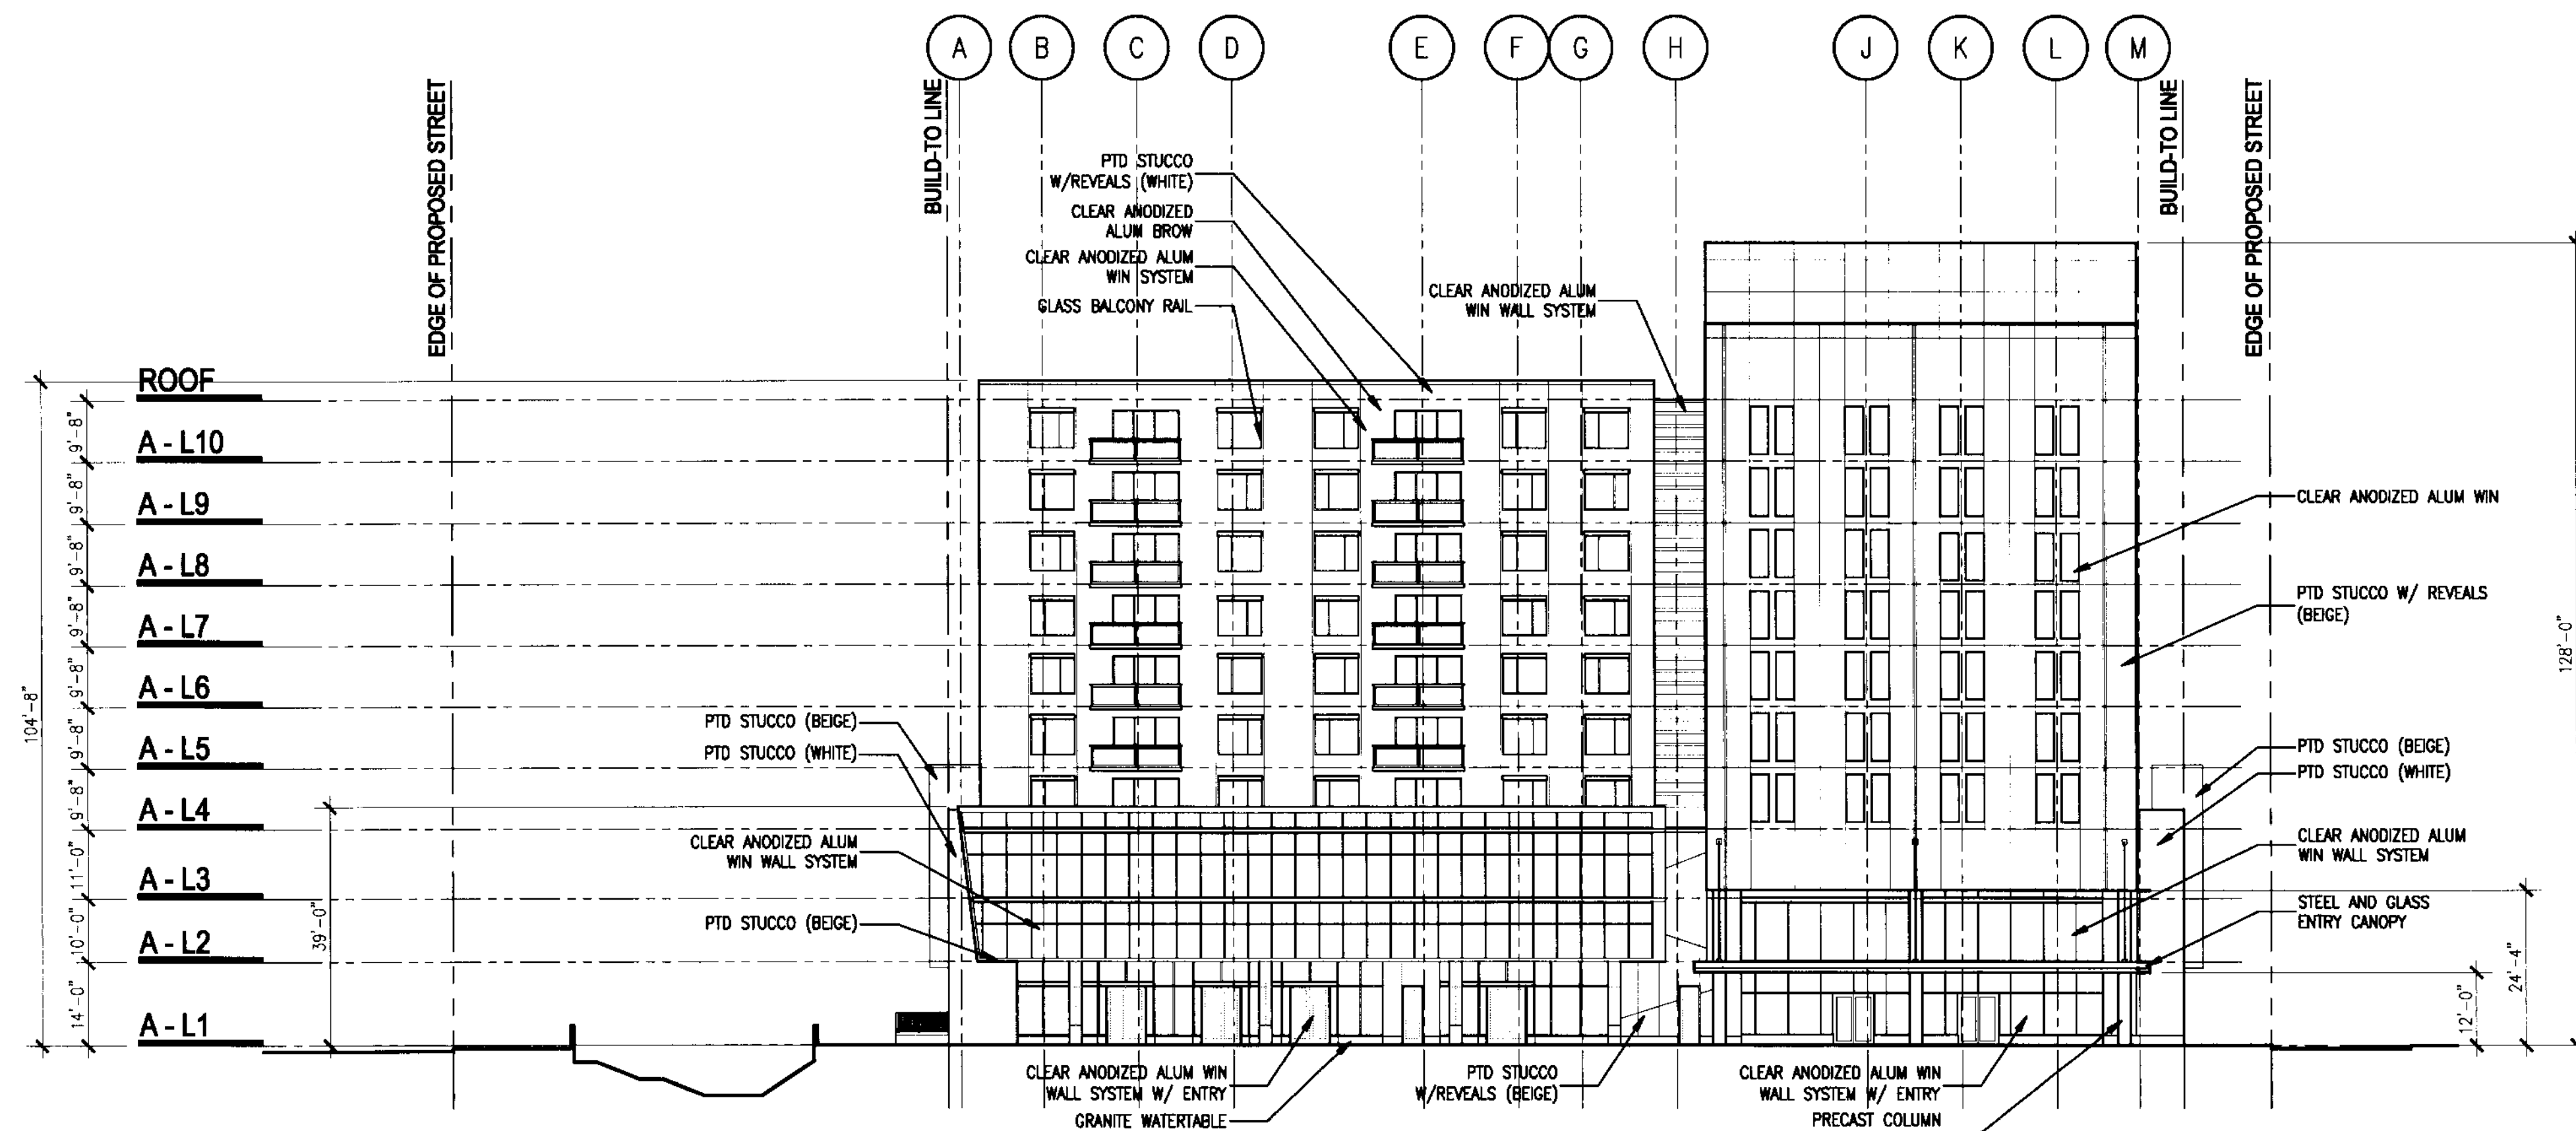 A B C D E F G H J K L M
EDGE OF PROPOSED STREET
BUILD-TO LINE
BUILD-TO LINE
EDGE OF PROPOSED STREET
PTD STUCCO
W/REVEALS (WHITE)
CLEAR ANODIZED
ALUM BROW
CLEAR ANODIZED ALUM
WIN SYSTEM
GLASS BALCONY RAIL
CLEAR ANODIZED ALUM
WIN WALL SYSTEM
ROOF
A - L10
A - L9
A - L8
A - L7
A - L6
A - L5
A - L4
A - L3
A - L2
A - L1
104'-8"
9'-8"
9'-8"
9'-8"
9'-8"
9'-8"
9'-8"
9'-8"
11'-0"
10'-0"
14'-0"
39'-0"
PTD STUCCO (BEIGE)
PTD STUCCO (WHITE)
CLEAR ANODIZED ALUM
WIN WALL SYSTEM
PTD STUCCO (BEIGE)
CLEAR ANODIZED ALUM WIN
WALL SYSTEM W/ ENTRY
GRANITE WATERTABLE
PTD STUCCO
W/REVEALS (BEIGE)
CLEAR ANODIZED ALUM WIN
WALL SYSTEM W/ ENTRY
PRECAST COLUMN
CLEAR ANODIZED ALUM WIN
PTD STUCCO W/ REVEALS
(BEIGE)
PTD STUCCO (BEIGE)
PTD STUCCO (WHITE)
CLEAR ANODIZED ALUM
WIN WALL SYSTEM
STEEL AND GLASS
ENTRY CANOPY
12'-0"
24'-4"
128'-0"